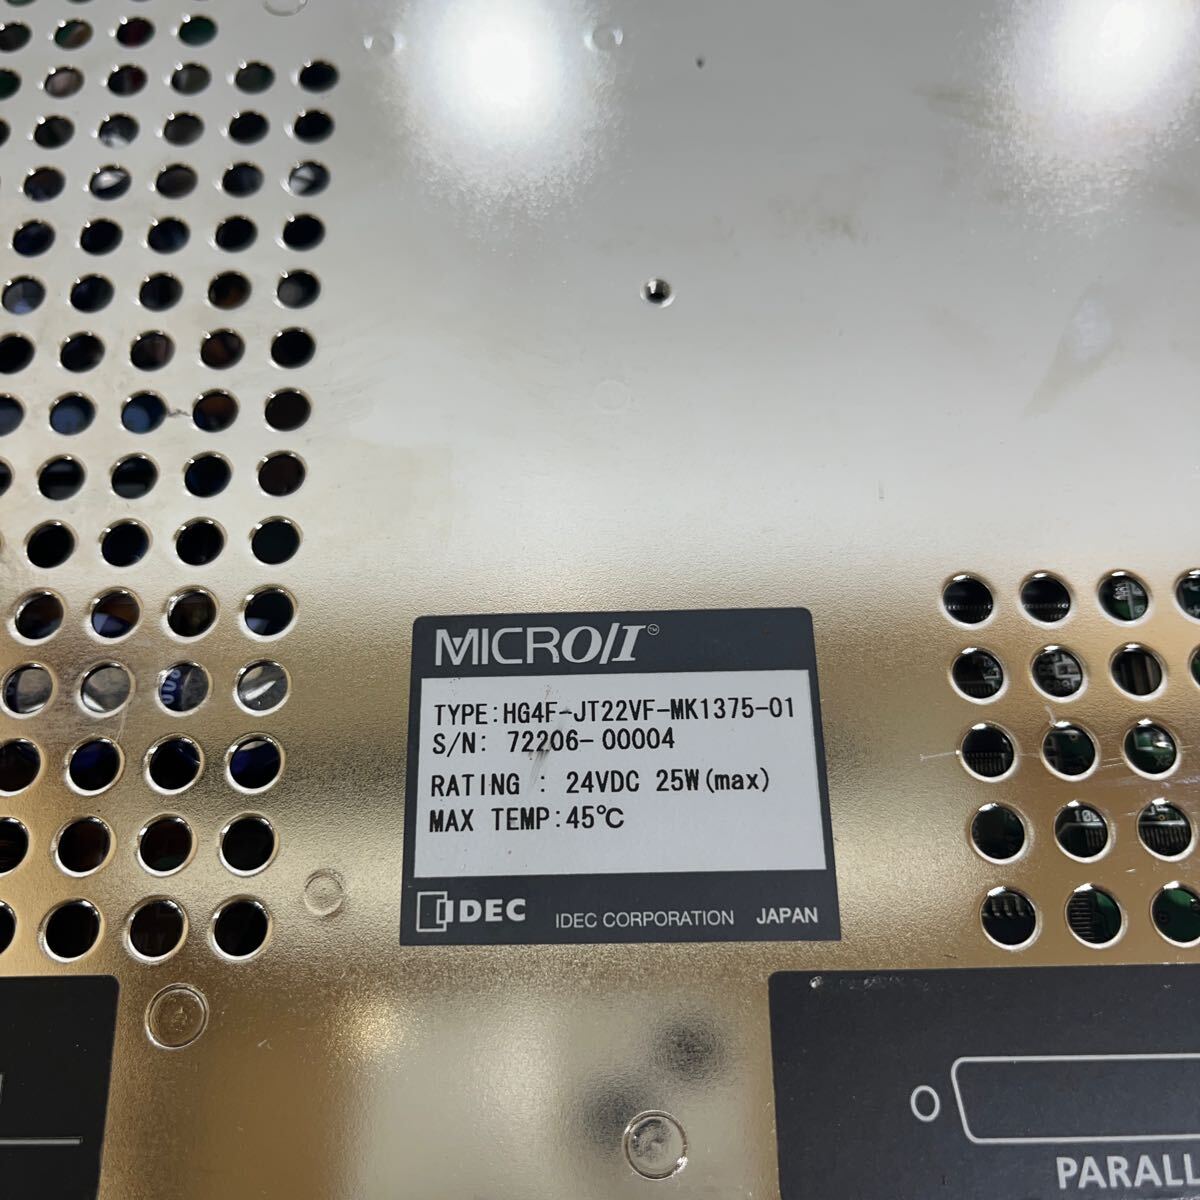 MICRO/I™
TYPE:HG4F-JT22VF-MK1375-01
S/N: 72206-00004
RATING : 24VDC 25W(max)
MAX TEMP:45℃
IDEC IDEC CORPORATION JAPAN
PARALL